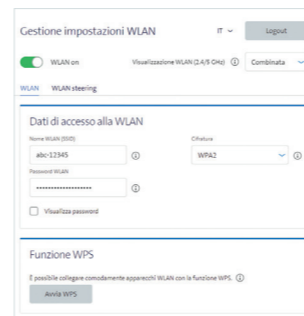 Gestione impostazioni WLAN IT Logout
WLAN on Visualizzazione WLAN (2.4/5 GHz) Combinata
WLAN WLAN steering
Dati di accesso alla WLAN
Nome WLAN (SSID) Cifratura
abc-12345 WPA2
Password WLAN
••••••••••••••••••
Visualizza password
Funzione WPS
È possibile collegare comodamente apparecchi WLAN con la funzione WPS.
Avvia WPS